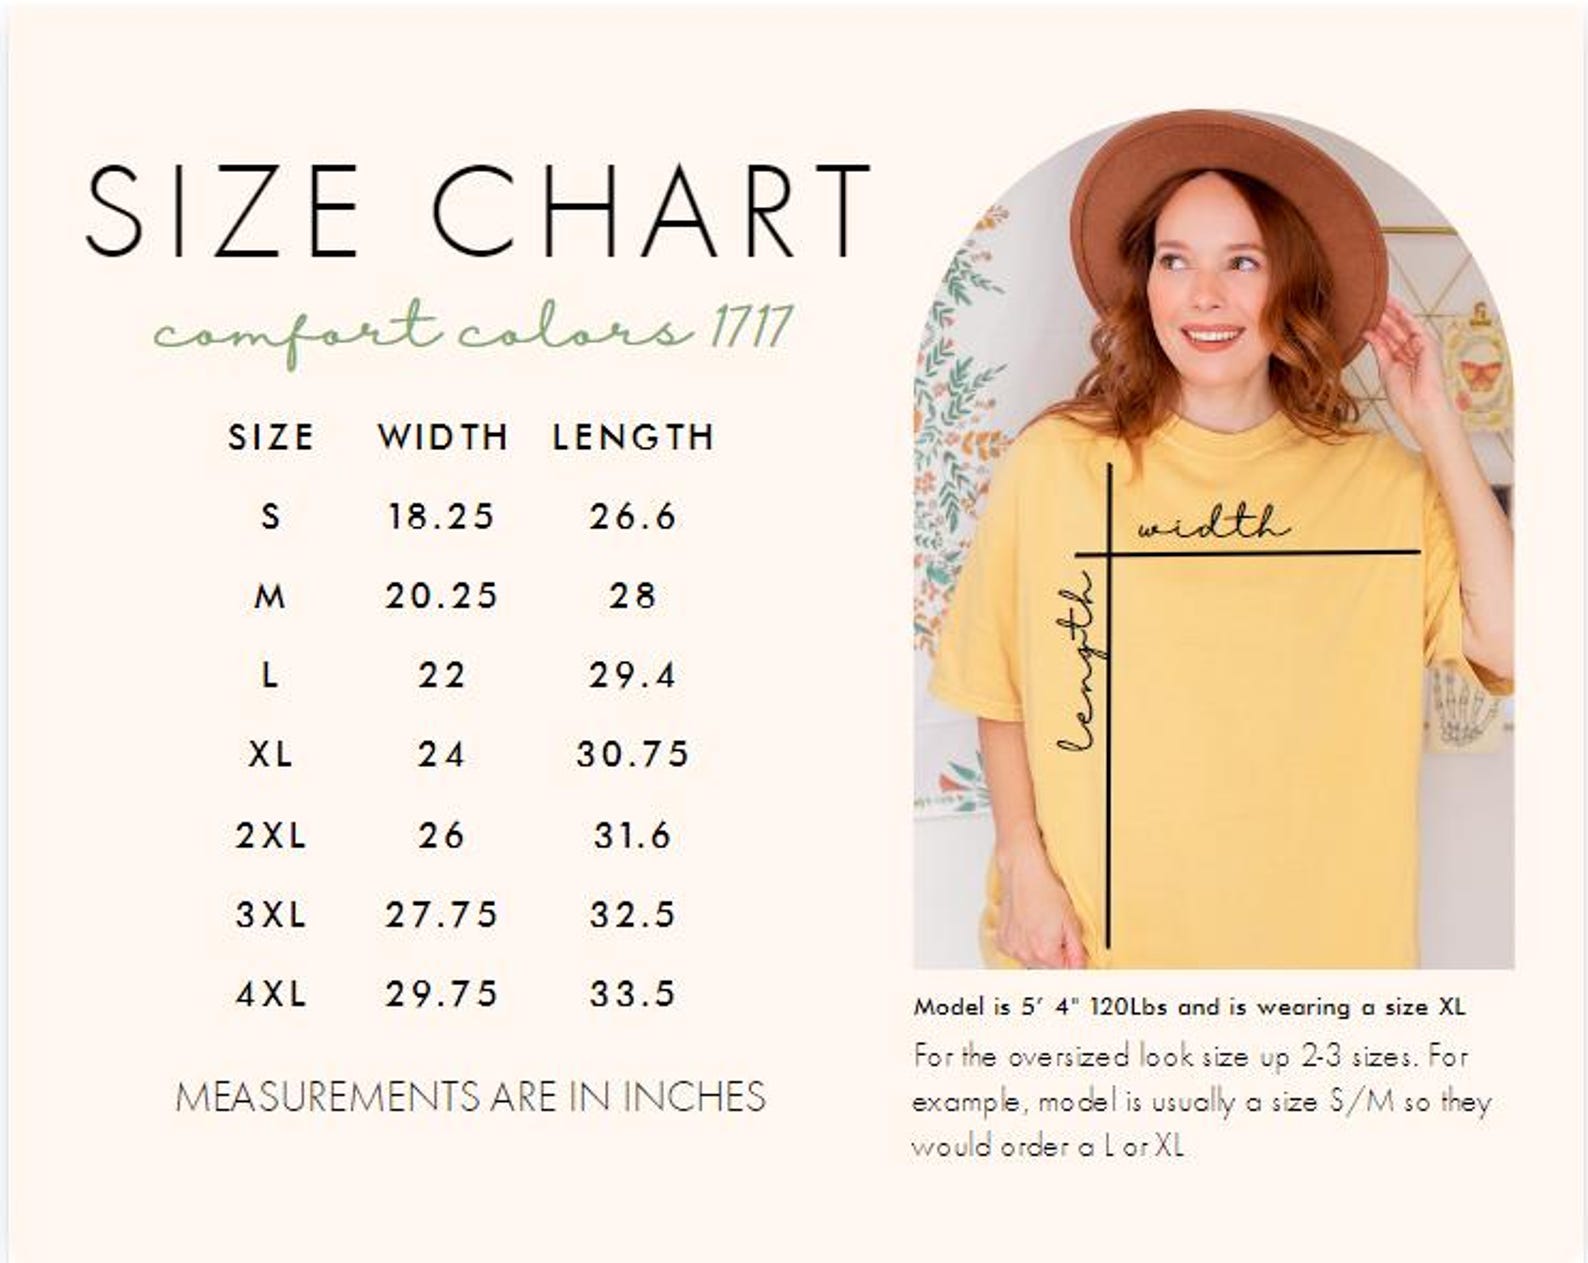 SIZE CHART
comfort colors 1717
SIZE WIDTH LENGTH
S 18.25 26.6
M 20.25 28
L 22 29.4
XL 24 30.75
2XL 26 31.6
3XL 27.75 32.5
4XL 29.75 33.5
MEASUREMENTS ARE IN INCHES
width
length
Model is 5’ 4" 120Lbs and is wearing a size XL
For the oversized look size up 2-3 sizes. For
example, model is usually a size S/M so they
would order a L or XL